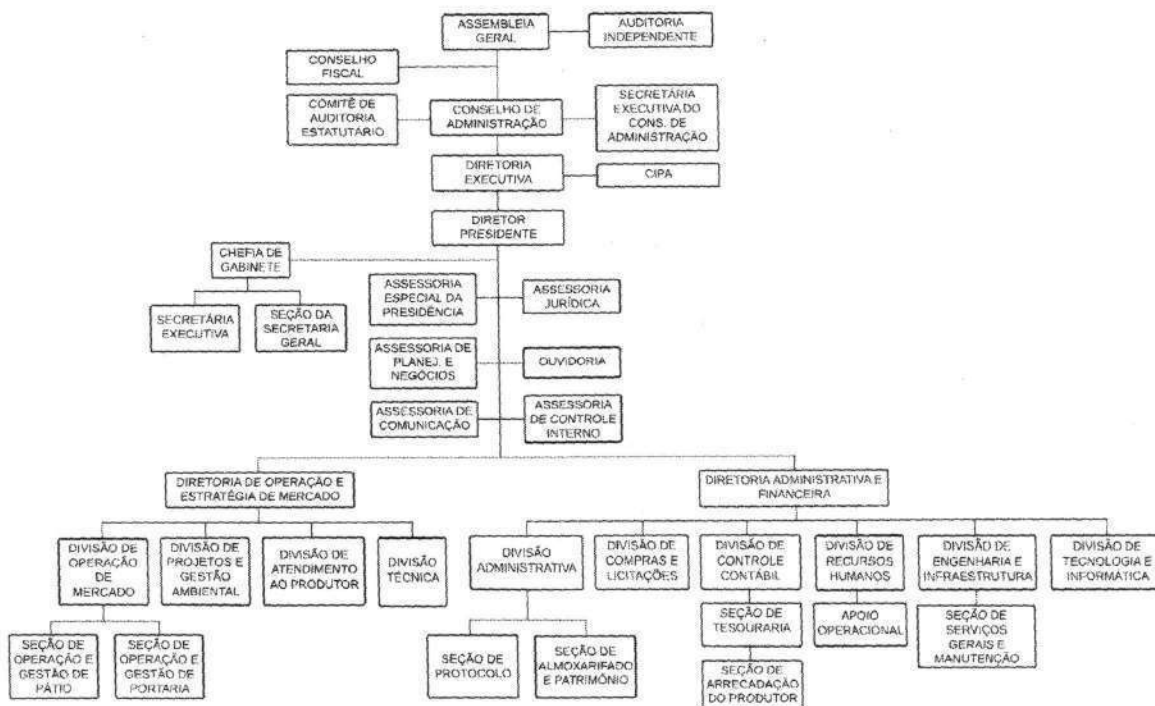 ASSEMBLEIA
GERAL
AUDITORIA
INDEPENDENTE
CONSELHO
FISCAL
COMITÊ DE
AUDITORIA
ESTATUTÁRIO
CONSELHO DE
ADMINISTRAÇÃO
SECRETÁRIA
EXECUTIVA DO
CONS. DE
ADMINISTRAÇÃO
DIRETORIA
EXECUTIVA
CIPA
DIRETOR
PRESIDENTE
CHEFIA DE
GABINETE
SECRETÁRIA
EXECUTIVA
SEÇÃO DA
SECRETARIA
GERAL
ASSESSORIA
ESPECIAL DA
PRESIDÊNCIA
ASSESSORIA
JURÍDICA
ASSESSORIA DE
PLANEJ. E
NEGÓCIOS
OUVIDORIA
ASSESSORIA DE
COMUNICAÇÃO
ASSESSORIA
DE CONTROLE
INTERNO
DIRETORIA DE OPERAÇÃO E
ESTRATÉGIA DE MERCADO
DIRETORIA ADMINISTRATIVA E
FINANCEIRA
DIVISÃO DE
OPERAÇÃO
DE
MERCADO
DIVISÃO DE
PROJETOS E
GESTÃO
AMBIENTAL
DIVISÃO DE
ATENDIMENTO
AO PRODUTOR
DIVISÃO
TÉCNICA
DIVISÃO
ADMINISTRATIVA
DIVISÃO DE
COMPRAS E
LICITAÇÕES
DIVISÃO DE
CONTROLE
CONTÁBIL
DIVISÃO DE
RECURSOS
HUMANOS
DIVISÃO DE
ENGENHARIA E
INFRAESTRUTURA
DIVISÃO DE
TECNOLOGIA E
INFORMÁTICA
SEÇÃO DE
OPERAÇÃO E
GESTÃO DE
PÁTIO
SEÇÃO DE
OPERAÇÃO E
GESTÃO DE
PORTARIA
SEÇÃO DE
PROTOCOLO
SEÇÃO DE
ALMOXARIFADO
E PATRIMÔNIO
SEÇÃO DE
TESOURARIA
SEÇÃO DE
ARRECADAÇÃO
DO PRODUTOR
APOIO
OPERACIONAL
SEÇÃO DE
SERVIÇOS
GERAIS E
MANUTENÇÃO